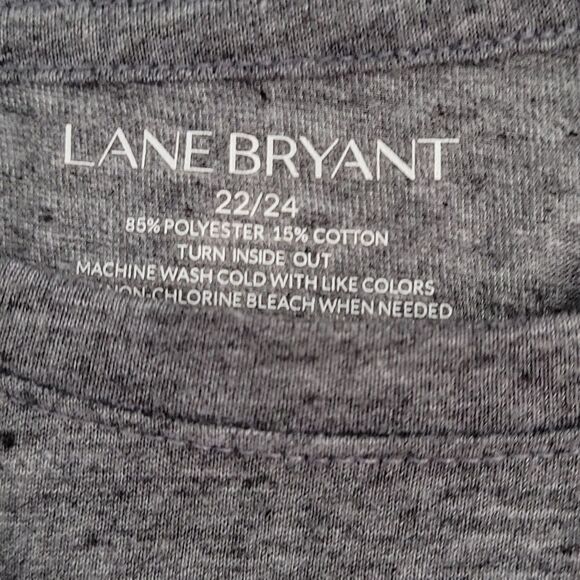 LANE BRYANT
22/24
85% POLYESTER 15% COTTON
TURN INSIDE OUT
MACHINE WASH COLD WITH LIKE COLORS
NON-CHLORINE BLEACH WHEN NEEDED